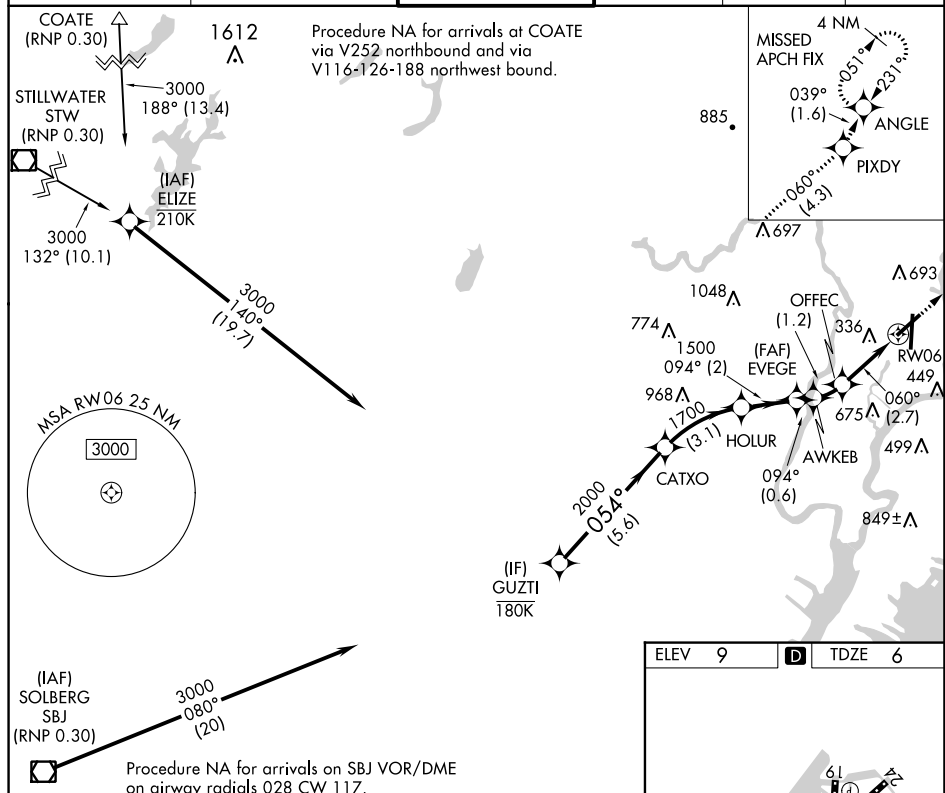 COATE
(RNP 0.30)
1612
Procedure NA for arrivals at COATE
via V252 northbound and via
V116-126-188 northwest bound.
4 NM
MISSED
APCH FIX
051°
231°
039°
(1.6)
ANGLE
PIXDY
060°
(4.3)
3000
188° (13.4)
STILLWATER
STW
(RNP 0.30)
885
(IAF)
ELIZE
210K
3000
132° (10.1)
697
3000
140°
(19.7)
693
1048
OFFEC
(1.2)
336
774
1500
094° (2)
(FAF)
EVEGE
RW06
449
968
1700
(3.1)
HOLUR
060°
(2.7)
675
AWKEB
499
CATXO
094°
(0.6)
MSA RW06 25 NM
3000
2000
054°
(5.6)
849±
(IF)
GUZTI
180K
ELEV 9
D
TDZE 6
(IAF)
SOLBERG
SBJ
(RNP 0.30)
3000
080°
(20)
Procedure NA for arrivals on SBJ VOR/DME
on airway radials 028 CW 117.
19
P
24